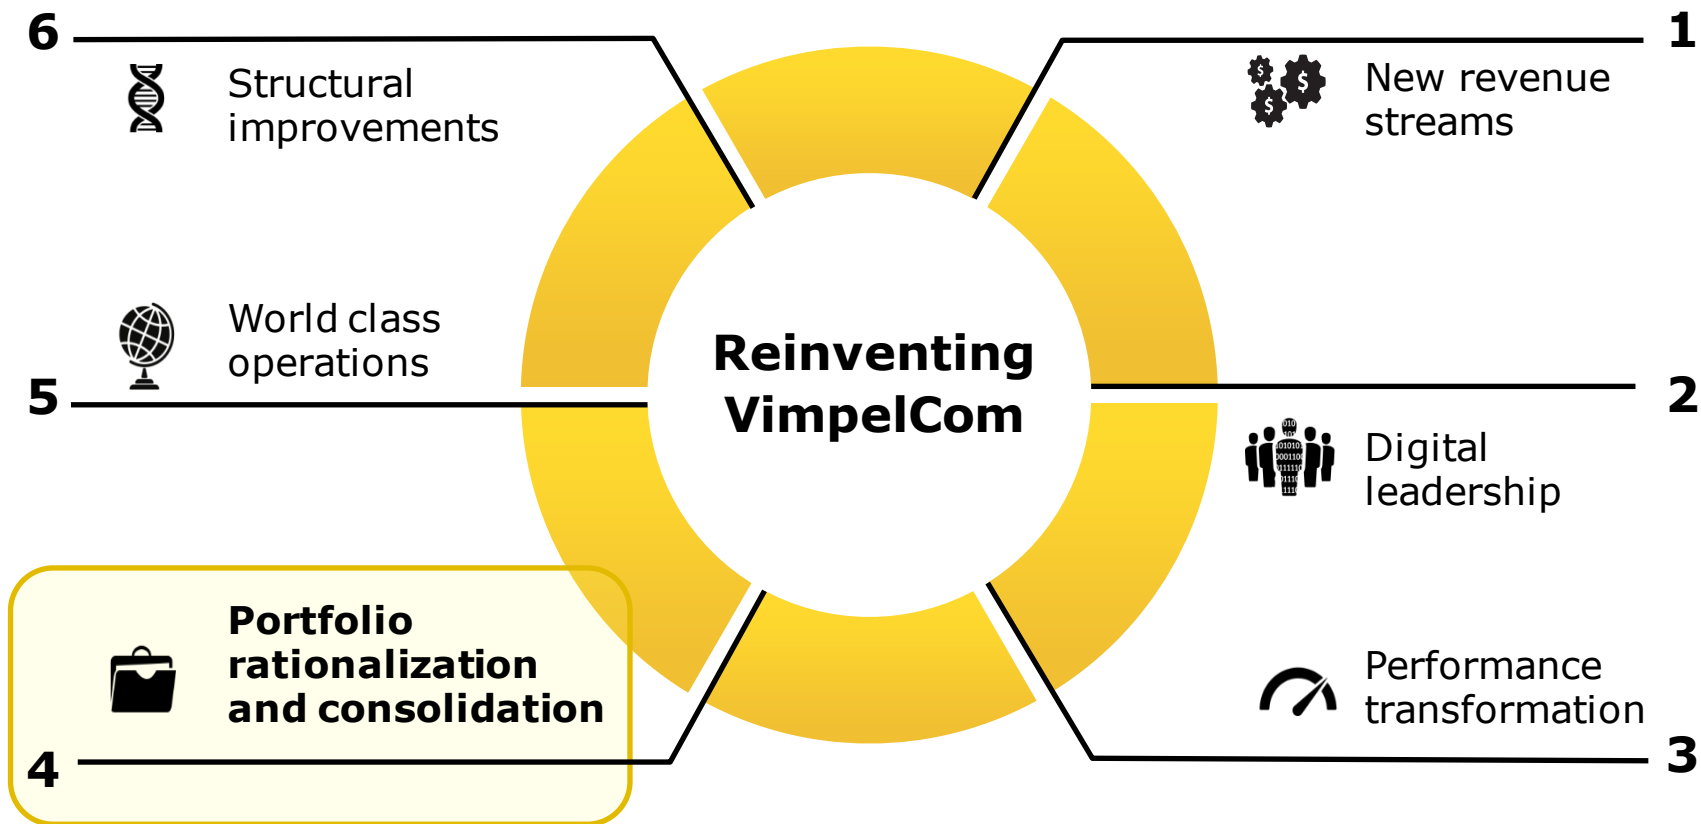 6
Structural
improvements
1
New revenue
streams
World class
operations
5
Reinventing
VimpelCom
2
Digital
leadership
Portfolio
rationalization
and consolidation
4
Performance
transformation
3